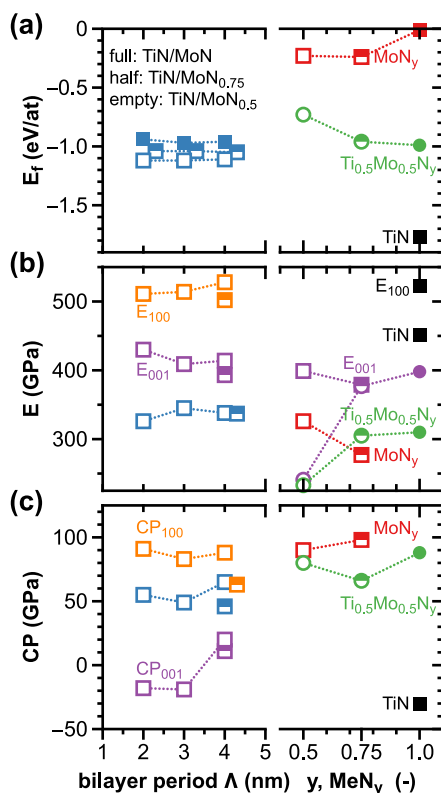 (a)
0
−0.5
−1.0
−1.5
E_f (eV/at)
full: TiN/MoN
half: TiN/MoN_0.75
empty: TiN/MoN_0.5
MoN_y
Ti_0.5Mo_0.5N_y
TiN
(b)
500
400
300
E (GPa)
E_100
E_001
E_100
TiN
E_001
Ti_0.5Mo_0.5N_y
MoN_y
(c)
100
50
0
−50
CP (GPa)
CP_100
CP_001
MoN_y
Ti_0.5Mo_0.5N_y
TiN
1 2 3 4 5 0.5 0.75 1.0
bilayer period Λ (nm) y, MeN_y (-)